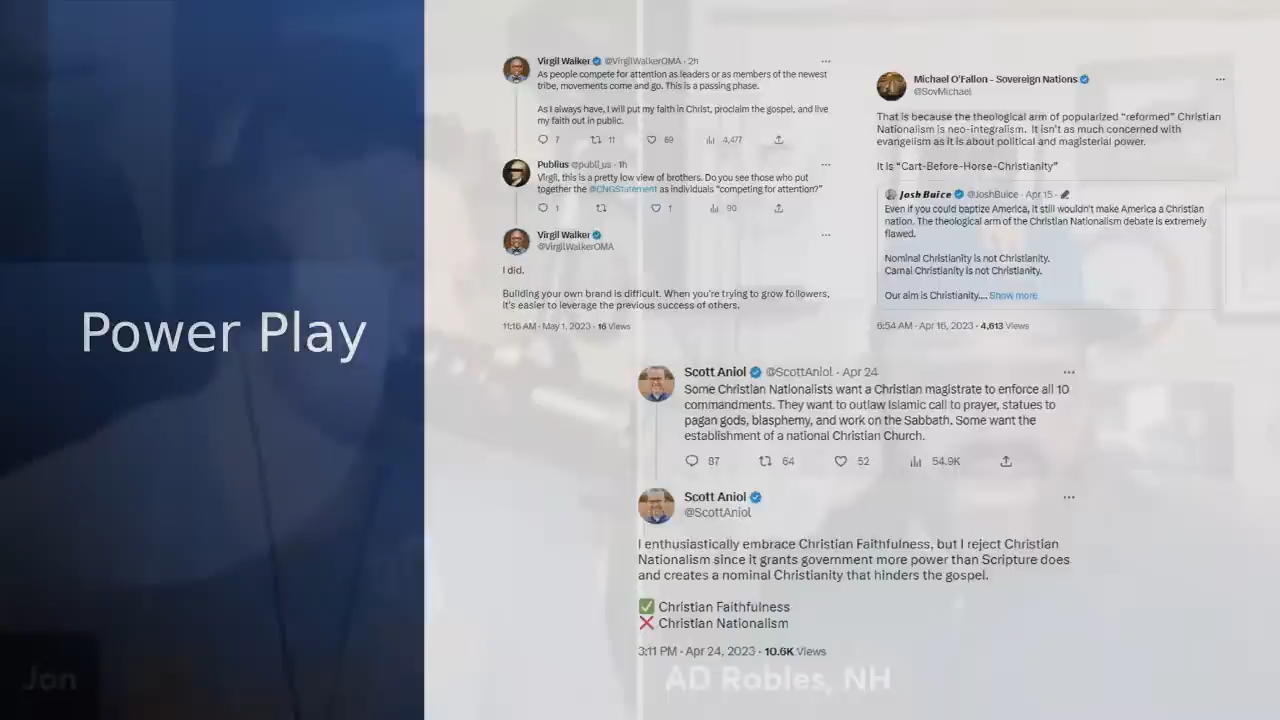 Power Play
Virgil Walker @VirgilWalkerOMA · 2h
As people compete for attention as leaders or as members of the newest
tribe, movements come and go. This is a passing phase.
As I always have, I will put my faith in Christ, proclaim the gospel, and live
my faith out in public.
7 11 69 4,477
Publius @publi_us · 1h
Virgil, this is a pretty low view of brothers. Do you see those who put
together the @CNGStatement as individuals "competing for attention?"
1 1 90
Virgil Walker
@VirgilWalkerOMA
I did.
Building your own brand is difficult. When you're trying to grow followers,
it's easier to leverage the previous success of others.
11:16 AM · May 1, 2023 · 16 Views
Michael O'Fallon - Sovereign Nations
@SovMichael
That is because the theological arm of popularized "reformed" Christian
Nationalism is neo-integralism. It isn't as much concerned with
evangelism as it is about political and magisterial power.
It is "Cart-Before-Horse-Christianity"
Josh Buice @JoshBuice · Apr 15 ·
Even if you could baptize America, it still wouldn't make America a Christian
nation. The theological arm of the Christian Nationalism debate is extremely
flawed.
Nominal Christianity is not Christianity.
Carnal Christianity is not Christianity.
Our aim is Christianity.... Show more
6:54 AM · Apr 16, 2023 · 4,613 Views
Scott Aniol @ScottAniol · Apr 24
Some Christian Nationalists want a Christian magistrate to enforce all 10
commandments. They want to outlaw Islamic call to prayer, statues to
pagan gods, blasphemy, and work on the Sabbath. Some want the
establishment of a national Christian Church.
87 64 52 54.9K
Scott Aniol
@ScottAniol
I enthusiastically embrace Christian Faithfulness, but I reject Christian
Nationalism since it grants government more power than Scripture does
and creates a nominal Christianity that hinders the gospel.
✅ Christian Faithfulness
❌ Christian Nationalism
3:11 PM · Apr 24, 2023 · 10.6K Views
Jon
AD Robles, NH